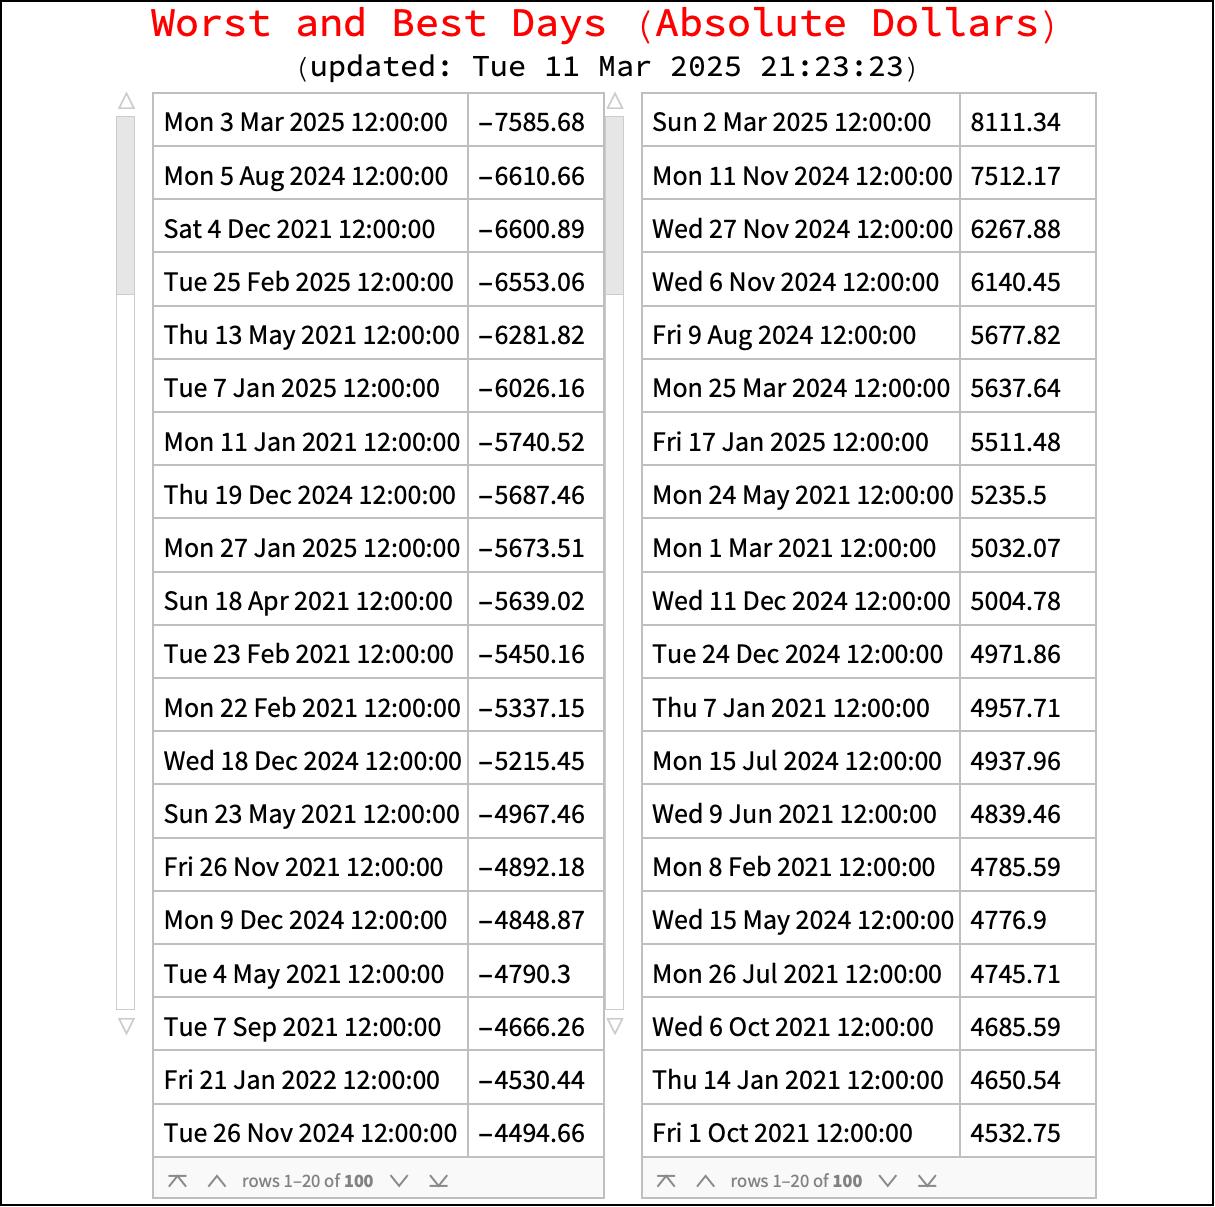 Worst and Best Days (Absolute Dollars)
(updated: Tue 11 Mar 2025 21:23:23)
Mon 3 Mar 2025 12:00:00 −7585.68
Mon 5 Aug 2024 12:00:00 −6610.66
Sat 4 Dec 2021 12:00:00 −6600.89
Tue 25 Feb 2025 12:00:00 −6553.06
Thu 13 May 2021 12:00:00 −6281.82
Tue 7 Jan 2025 12:00:00 −6026.16
Mon 11 Jan 2021 12:00:00 −5740.52
Thu 19 Dec 2024 12:00:00 −5687.46
Mon 27 Jan 2025 12:00:00 −5673.51
Sun 18 Apr 2021 12:00:00 −5639.02
Tue 23 Feb 2021 12:00:00 −5450.16
Mon 22 Feb 2021 12:00:00 −5337.15
Wed 18 Dec 2024 12:00:00 −5215.45
Sun 23 May 2021 12:00:00 −4967.46
Fri 26 Nov 2021 12:00:00 −4892.18
Mon 9 Dec 2024 12:00:00 −4848.87
Tue 4 May 2021 12:00:00 −4790.3
Tue 7 Sep 2021 12:00:00 −4666.26
Fri 21 Jan 2022 12:00:00 −4530.44
Tue 26 Nov 2024 12:00:00 −4494.66
rows 1–20 of 100
Sun 2 Mar 2025 12:00:00 8111.34
Mon 11 Nov 2024 12:00:00 7512.17
Wed 27 Nov 2024 12:00:00 6267.88
Wed 6 Nov 2024 12:00:00 6140.45
Fri 9 Aug 2024 12:00:00 5677.82
Mon 25 Mar 2024 12:00:00 5637.64
Fri 17 Jan 2025 12:00:00 5511.48
Mon 24 May 2021 12:00:00 5235.5
Mon 1 Mar 2021 12:00:00 5032.07
Wed 11 Dec 2024 12:00:00 5004.78
Tue 24 Dec 2024 12:00:00 4971.86
Thu 7 Jan 2021 12:00:00 4957.71
Mon 15 Jul 2024 12:00:00 4937.96
Wed 9 Jun 2021 12:00:00 4839.46
Mon 8 Feb 2021 12:00:00 4785.59
Wed 15 May 2024 12:00:00 4776.9
Mon 26 Jul 2021 12:00:00 4745.71
Wed 6 Oct 2021 12:00:00 4685.59
Thu 14 Jan 2021 12:00:00 4650.54
Fri 1 Oct 2021 12:00:00 4532.75
rows 1–20 of 100